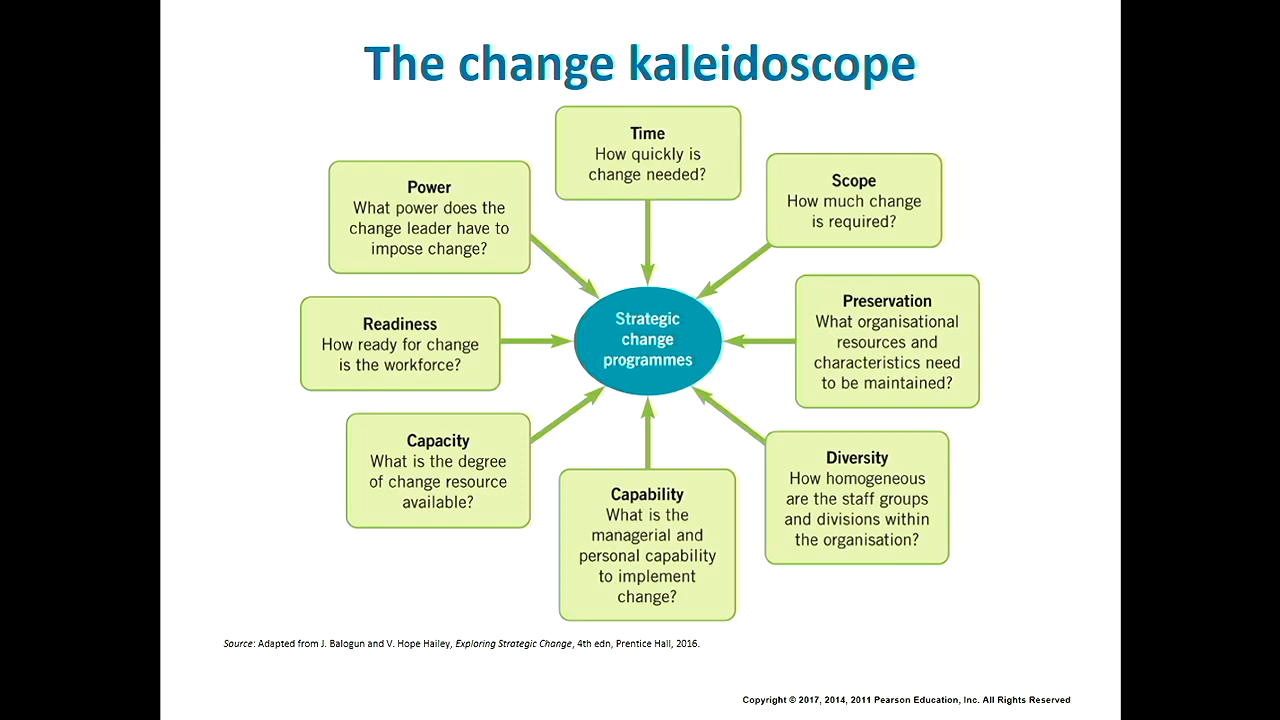 The change kaleidoscope
Time
How quickly is
change needed?
Scope
How much change
is required?
Power
What power does the
change leader have to
impose change?
Preservation
What organisational
resources and
characteristics need
to be maintained?
Readiness
How ready for change
is the workforce?
Strategic
change
programmes
Capacity
What is the degree
of change resource
available?
Capability
What is the
managerial and
personal capability
to implement
change?
Diversity
How homogeneous
are the staff groups
and divisions within
the organisation?
Source: Adapted from J. Balogun and V. Hope Hailey, Exploring Strategic Change, 4th edn, Prentice Hall, 2016.
Copyright © 2017, 2014, 2011 Pearson Education, Inc. All Rights Reserved